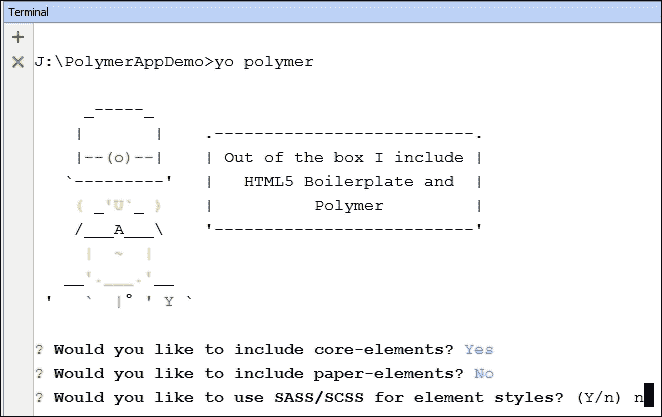 Terminal
J:\PolymerAppDemo>yo polymer
     _-----_
    |       |    .--------------------------.
    |--(o)--|    | Out of the box I include |
   `---------'   |   HTML5 Boilerplate and  |
    ( _'U`_ )    |          Polymer         |
    /___A___\    '--------------------------'
     |  ~  |
   __'.___.'__
 '   `  |° ' Y `
? Would you like to include core-elements? Yes
? Would you like to include paper-elements? No
? Would you like to use SASS/SCSS for element styles? (Y/n) n